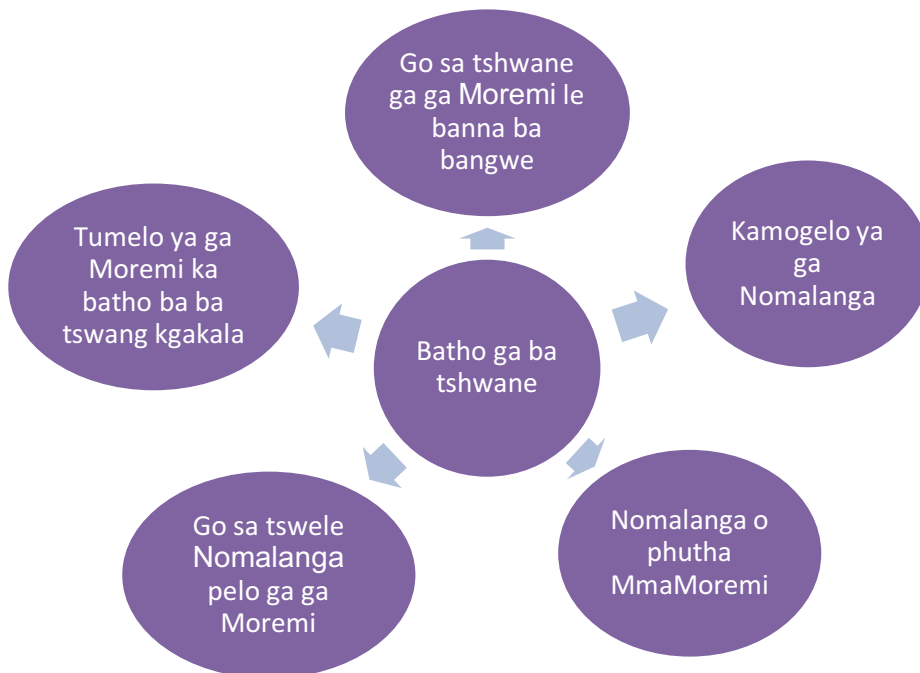 Go sa tshwane
ga ga Moremi le
banna ba
bangwe
Tumelo ya ga
Moremi ka
batho ba ba
tswang kgakala
Kamogelo ya
ga
Nomalanga
Batho ga ba
tshwane
Go sa tswele
Nomalanga
pelo ga ga
Moremi
Nomalanga o
phutha
MmaMoremi